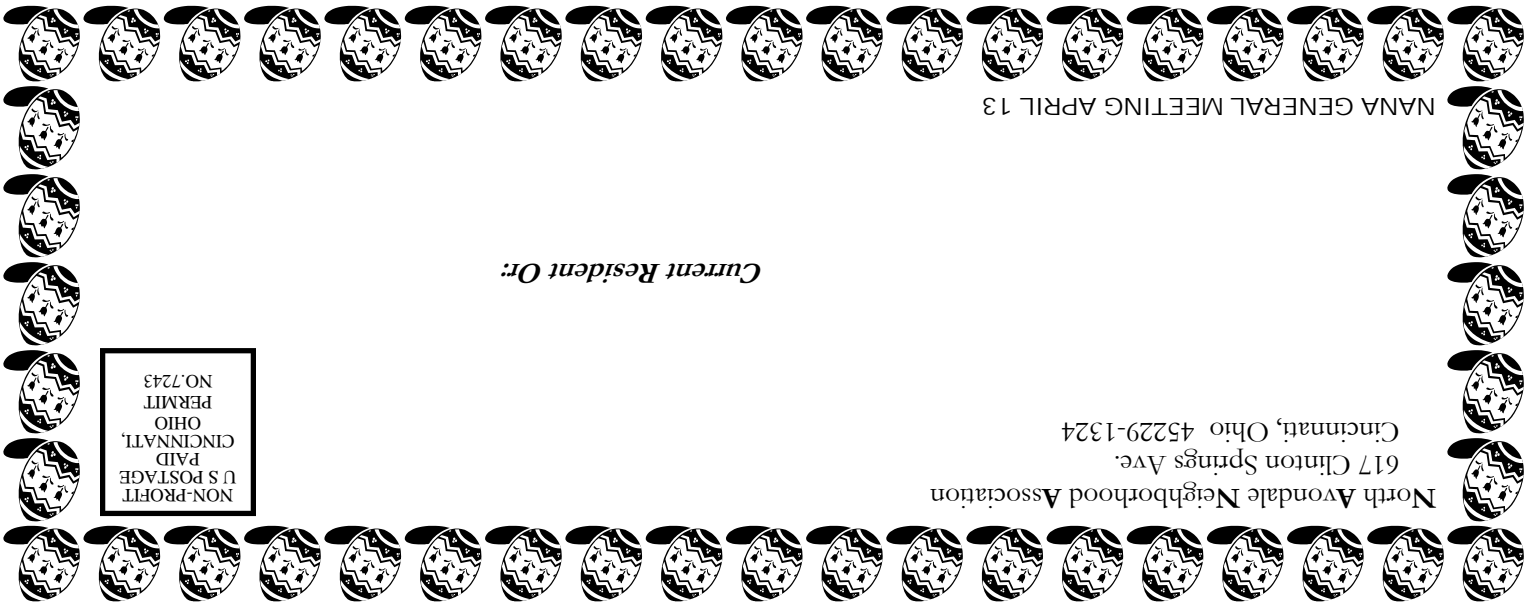 North Avondale Neighborhood Association
617 Clinton Springs Ave.
Cincinnati, Ohio 45229-1324
NON-PROFIT
U S POSTAGE
PAID
CINCINNATI,
OHIO
PERMIT
NO.7243
Current Resident Or:
NANA GENERAL MEETING APRIL 13